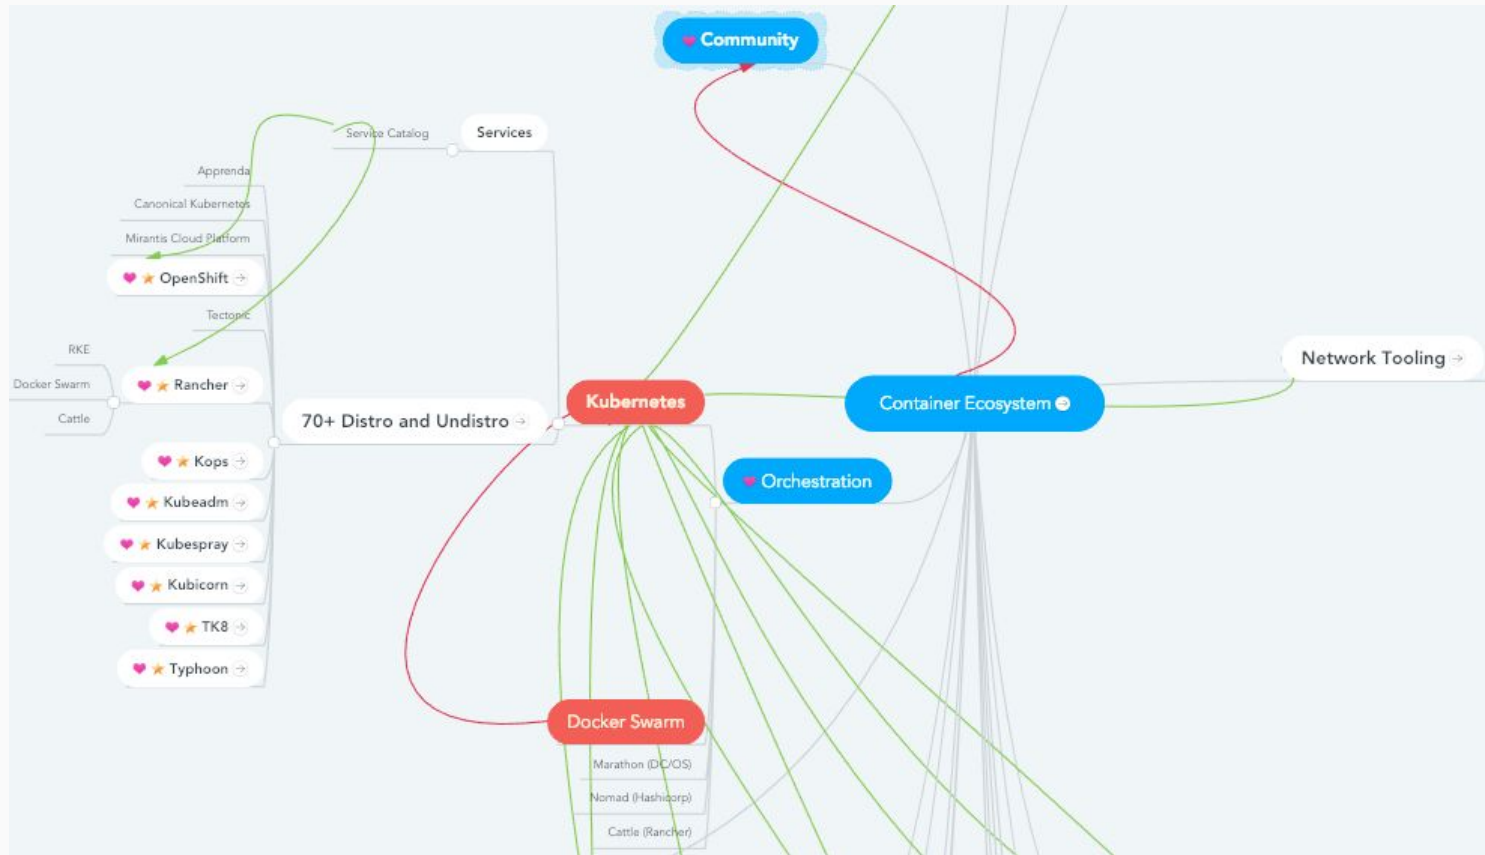 Community
Service Catalog
Services
Apprenda
Canonical Kubernetes
Mirantis Cloud Platform
OpenShift
Tectonic
RKE
Docker Swarm
Cattle
Rancher
70+ Distro and Undistro
Kops
Kubeadm
Kubespray
Kubicorn
TK8
Typhoon
Kubernetes
Container Ecosystem
Network Tooling
Orchestration
Docker Swarm
Marathon (DC/OS)
Nomad (Hashicorp)
Cattle (Rancher)